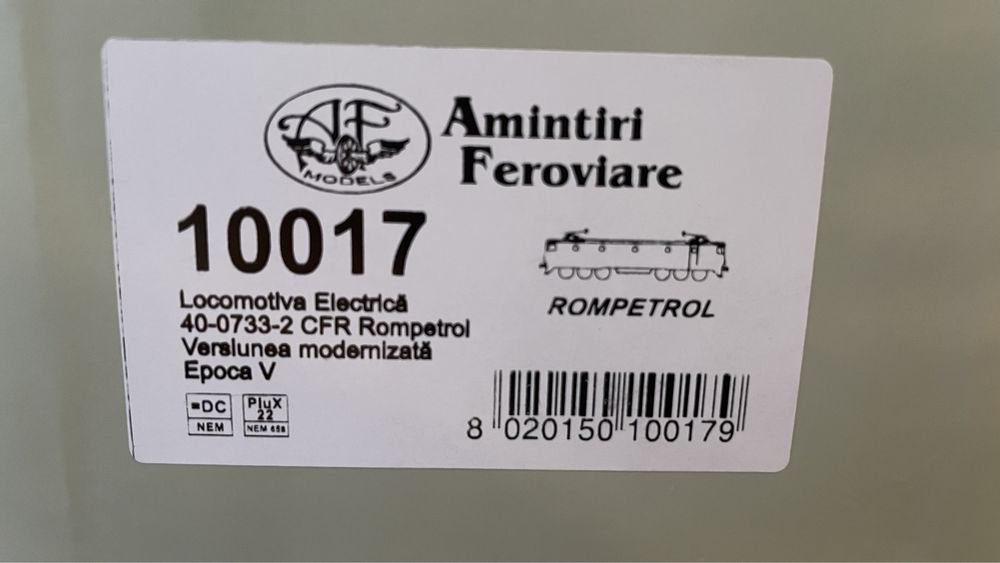 AF
MODELS
Amintiri
Feroviare
10017
Locomotiva Electrică
40-0733-2 CFR Rompetrol
Versiunea modernizată
Epoca V
ROMPETROL
=DC
NEM
PluX
22
NEM 658
8 020150 100179